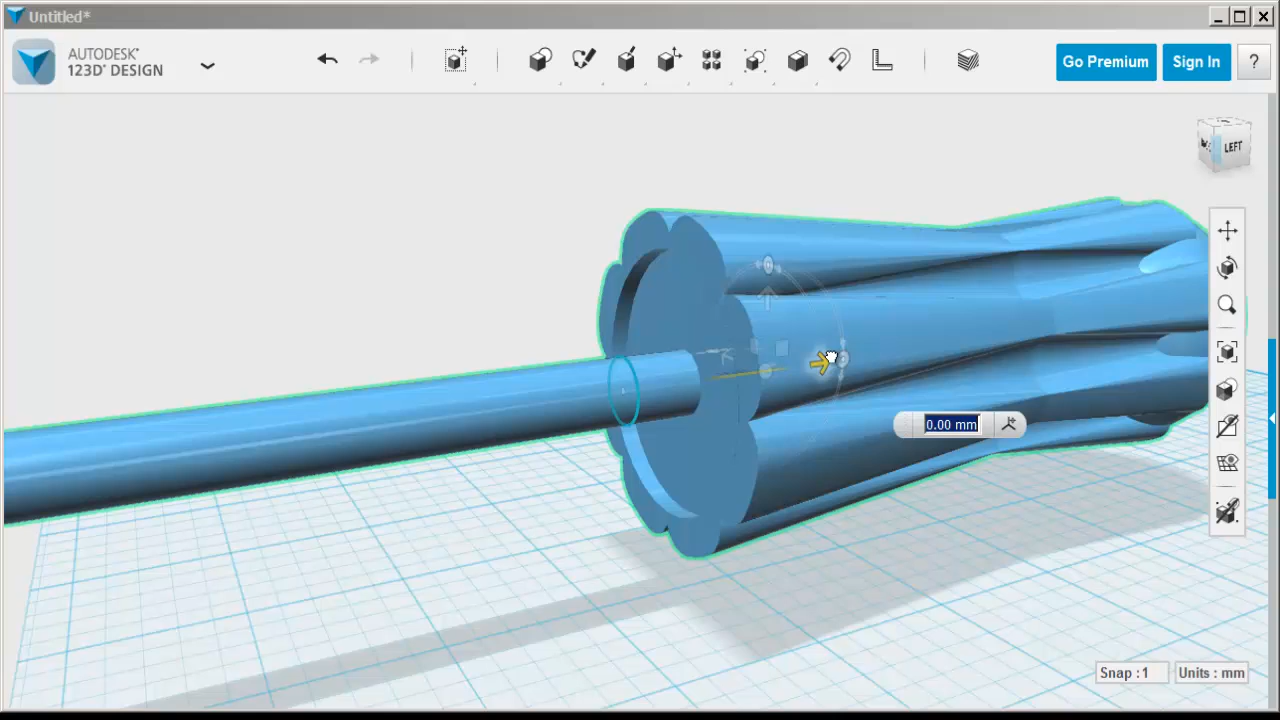 Untitled*
AUTODESK®
123D® DESIGN
Go Premium
Sign In
?
LEFT
0.00 mm
Snap : 1
Units : mm